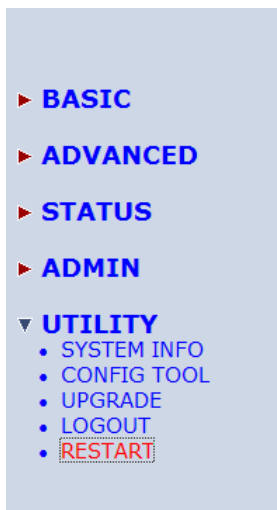 BASIC
ADVANCED
STATUS
ADMIN
UTILITY
SYSTEM INFO
CONFIG TOOL
UPGRADE
LOGOUT
RESTART